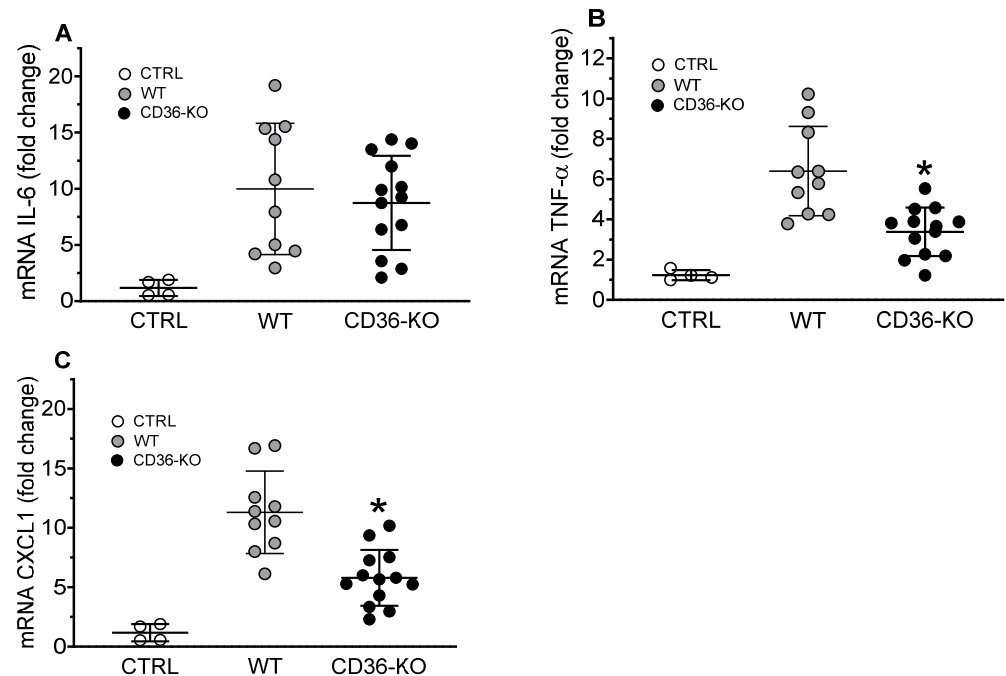 A
mRNA IL-6 (fold change)
20
15
10
5
0
CTRL
WT
CD36-KO
CTRL
WT
CD36-KO
B
mRNA TNF-α (fold change)
12
10
8
6
4
2
0
CTRL
WT
CD36-KO
*
CTRL
WT
CD36-KO
C
mRNA CXCL1 (fold change)
20
15
10
5
0
CTRL
WT
CD36-KO
*
CTRL
WT
CD36-KO